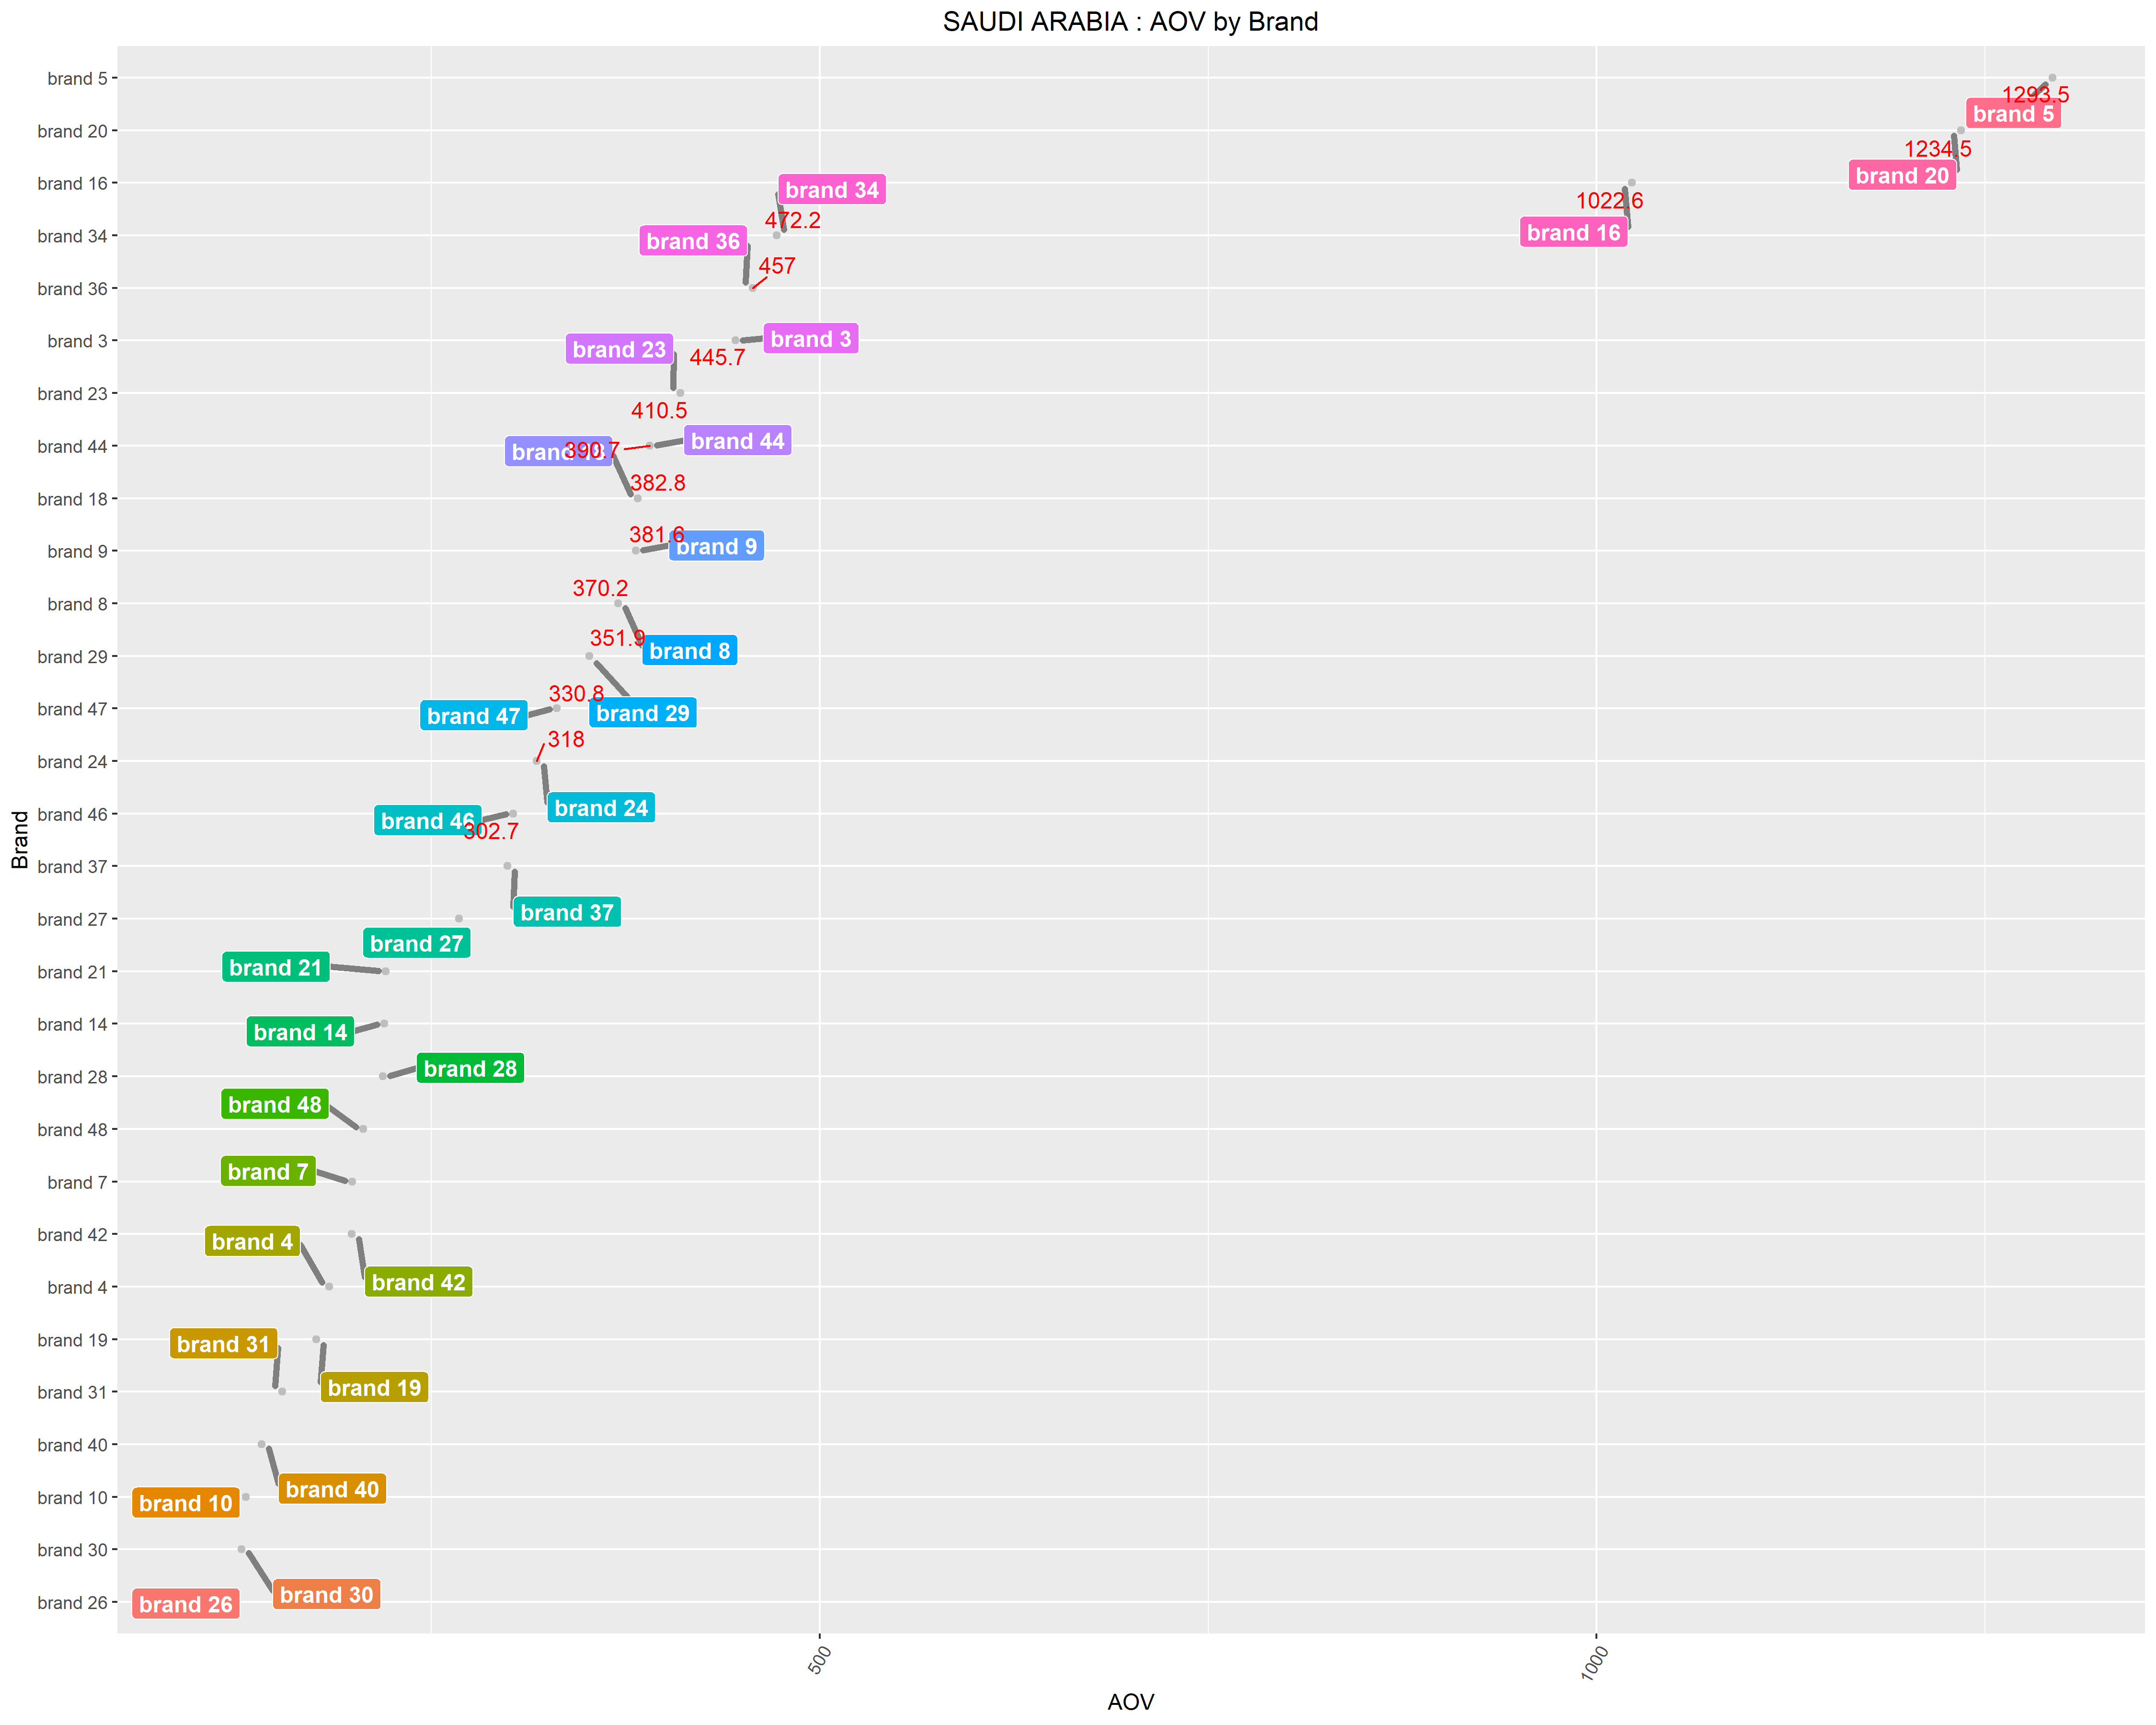 SAUDI ARABIA : AOV by Brand
brand 5
1293.5
brand 5
brand 20
1234.5
brand 20
brand 16
brand 34
1022.6
brand 16
472.2
brand 34
brand 36
457
brand 36
brand 3
brand 3
brand 23
445.7
brand 23
410.5
brand 44
brand 44
brand 18
390.7
382.8
brand 18
381.6
brand 9
brand 9
370.2
brand 8
351.9
brand 8
brand 29
330.8
brand 47
brand 47
brand 29
318
brand 24
brand 24
brand 46
brand 46
302.7
brand 37
brand 37
brand 27
brand 27
brand 21
brand 21
brand 14
brand 14
brand 28
brand 28
brand 48
brand 48
brand 7
brand 7
brand 42
brand 4
brand 42
brand 4
brand 19
brand 31
brand 19
brand 31
brand 40
brand 40
brand 10
brand 10
brand 30
brand 30
brand 26
brand 26
Brand
500
1000
AOV